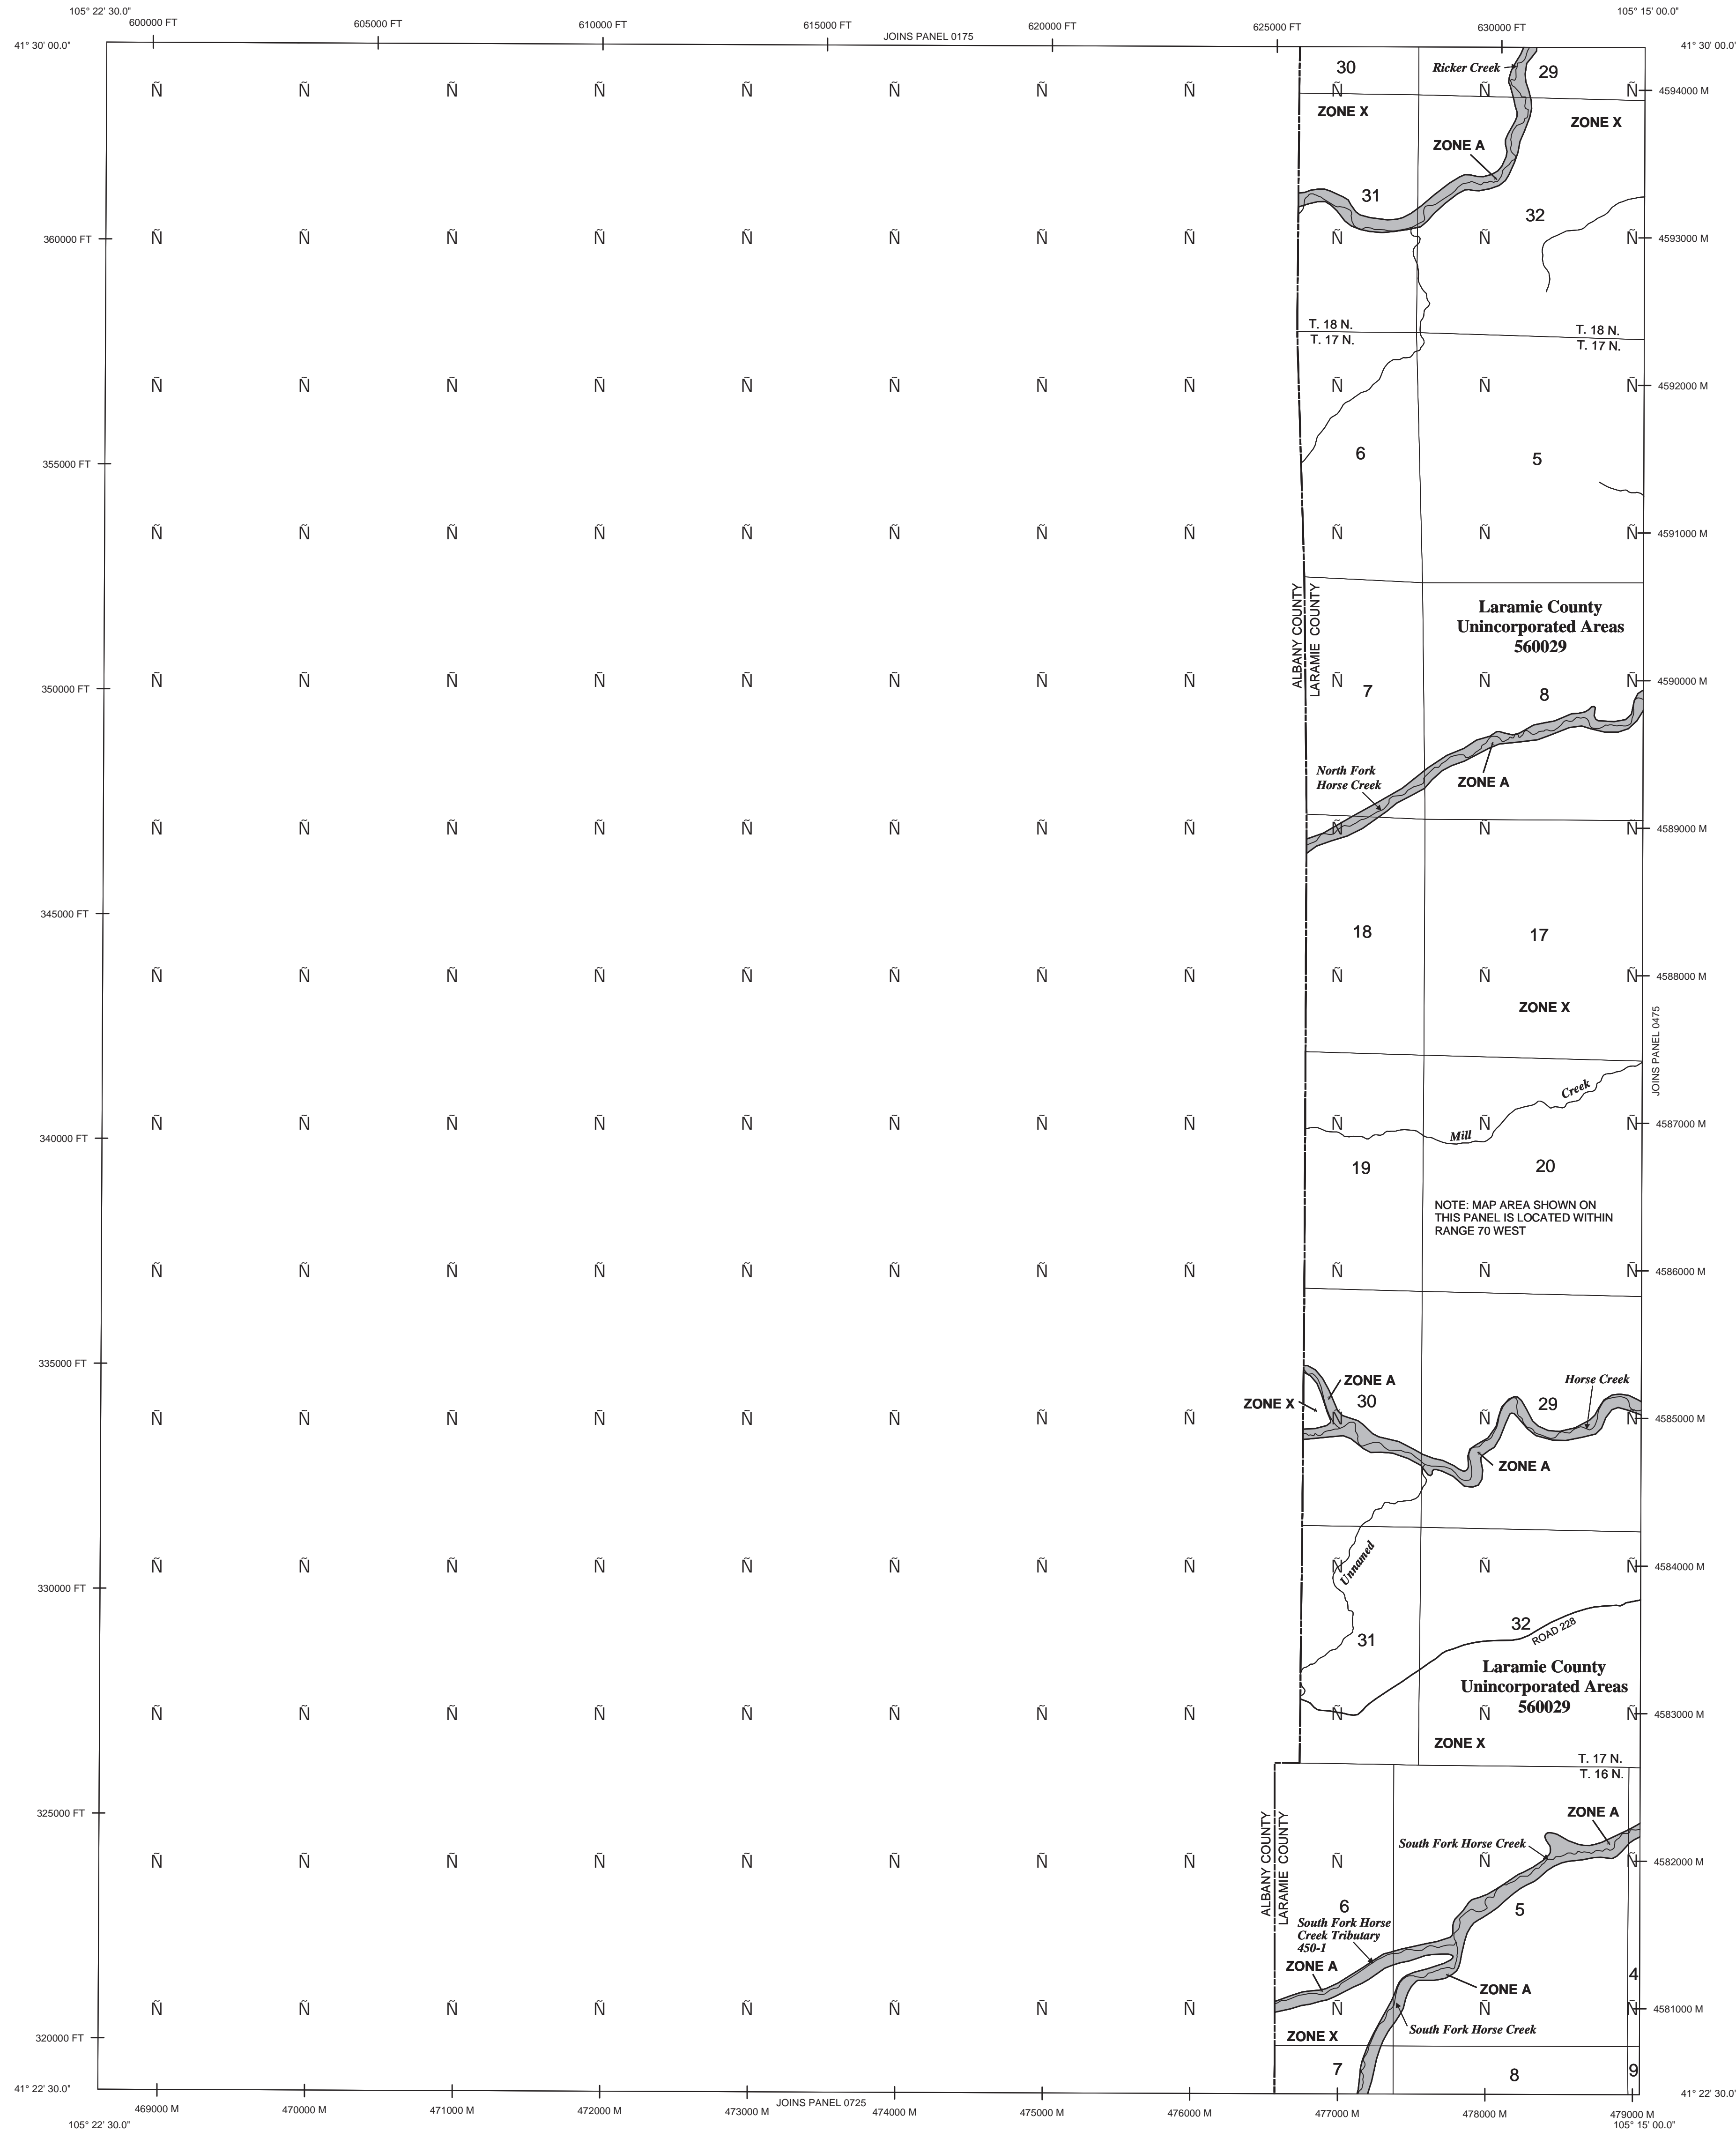 105° 22' 30.0"
105° 15' 00.0"
600000 FT
605000 FT
610000 FT
615000 FT
620000 FT
625000 FT
630000 FT
JOINS PANEL 0175
41° 30' 00.0"
41° 30' 00.0"
30
Ricker Creek
29
Ñ Ñ Ñ Ñ Ñ Ñ Ñ Ñ Ñ Ñ Ñ 4594000 M
ZONE X
ZONE X
ZONE A
31
32
360000 FT
Ñ Ñ Ñ Ñ Ñ Ñ Ñ Ñ Ñ Ñ Ñ 4593000 M
T. 18 N.
T. 17 N.
T. 18 N.
T. 17 N.
Ñ Ñ Ñ Ñ Ñ Ñ Ñ Ñ Ñ Ñ Ñ 4592000 M
355000 FT
6
5
Ñ Ñ Ñ Ñ Ñ Ñ Ñ Ñ Ñ Ñ Ñ 4591000 M
ALBANY COUNTY
LARAMIE COUNTY
Laramie County
Unincorporated Areas
560029
350000 FT
Ñ Ñ Ñ Ñ Ñ Ñ Ñ Ñ Ñ Ñ Ñ 4590000 M
7
8
North Fork
Horse Creek
ZONE A
Ñ Ñ Ñ Ñ Ñ Ñ Ñ Ñ Ñ Ñ Ñ 4589000 M
345000 FT
18
17
Ñ Ñ Ñ Ñ Ñ Ñ Ñ Ñ Ñ Ñ Ñ 4588000 M
ZONE X
JOINS PANEL 0475
Mill Creek
340000 FT
Ñ Ñ Ñ Ñ Ñ Ñ Ñ Ñ Ñ Ñ Ñ 4587000 M
19
20
NOTE: MAP AREA SHOWN ON
THIS PANEL IS LOCATED WITHIN
RANGE 70 WEST
Ñ Ñ Ñ Ñ Ñ Ñ Ñ Ñ Ñ Ñ Ñ 4586000 M
335000 FT
ZONE A
Horse Creek
ZONE X
30
29
Ñ Ñ Ñ Ñ Ñ Ñ Ñ Ñ Ñ Ñ Ñ 4585000 M
ZONE A
Unnamed
Ñ Ñ Ñ Ñ Ñ Ñ Ñ Ñ Ñ Ñ Ñ 4584000 M
330000 FT
31
32
ROAD 228
Laramie County
Unincorporated Areas
560029
Ñ Ñ Ñ Ñ Ñ Ñ Ñ Ñ Ñ Ñ Ñ 4583000 M
ZONE X
T. 17 N.
T. 16 N.
325000 FT
ALBANY COUNTY
LARAMIE COUNTY
ZONE A
South Fork Horse Creek
Ñ Ñ Ñ Ñ Ñ Ñ Ñ Ñ Ñ Ñ Ñ 4582000 M
6
5
South Fork Horse
Creek Tributary
450-1
ZONE A
4
ZONE A
Ñ Ñ Ñ Ñ Ñ Ñ Ñ Ñ Ñ Ñ Ñ 4581000 M
320000 FT
ZONE X
South Fork Horse Creek
7
8
9
41° 22' 30.0"
41° 22' 30.0"
469000 M
470000 M
471000 M
472000 M
473000 M
JOINS PANEL 0725
474000 M
475000 M
476000 M
477000 M
478000 M
479000 M
105° 22' 30.0"
105° 15' 00.0"